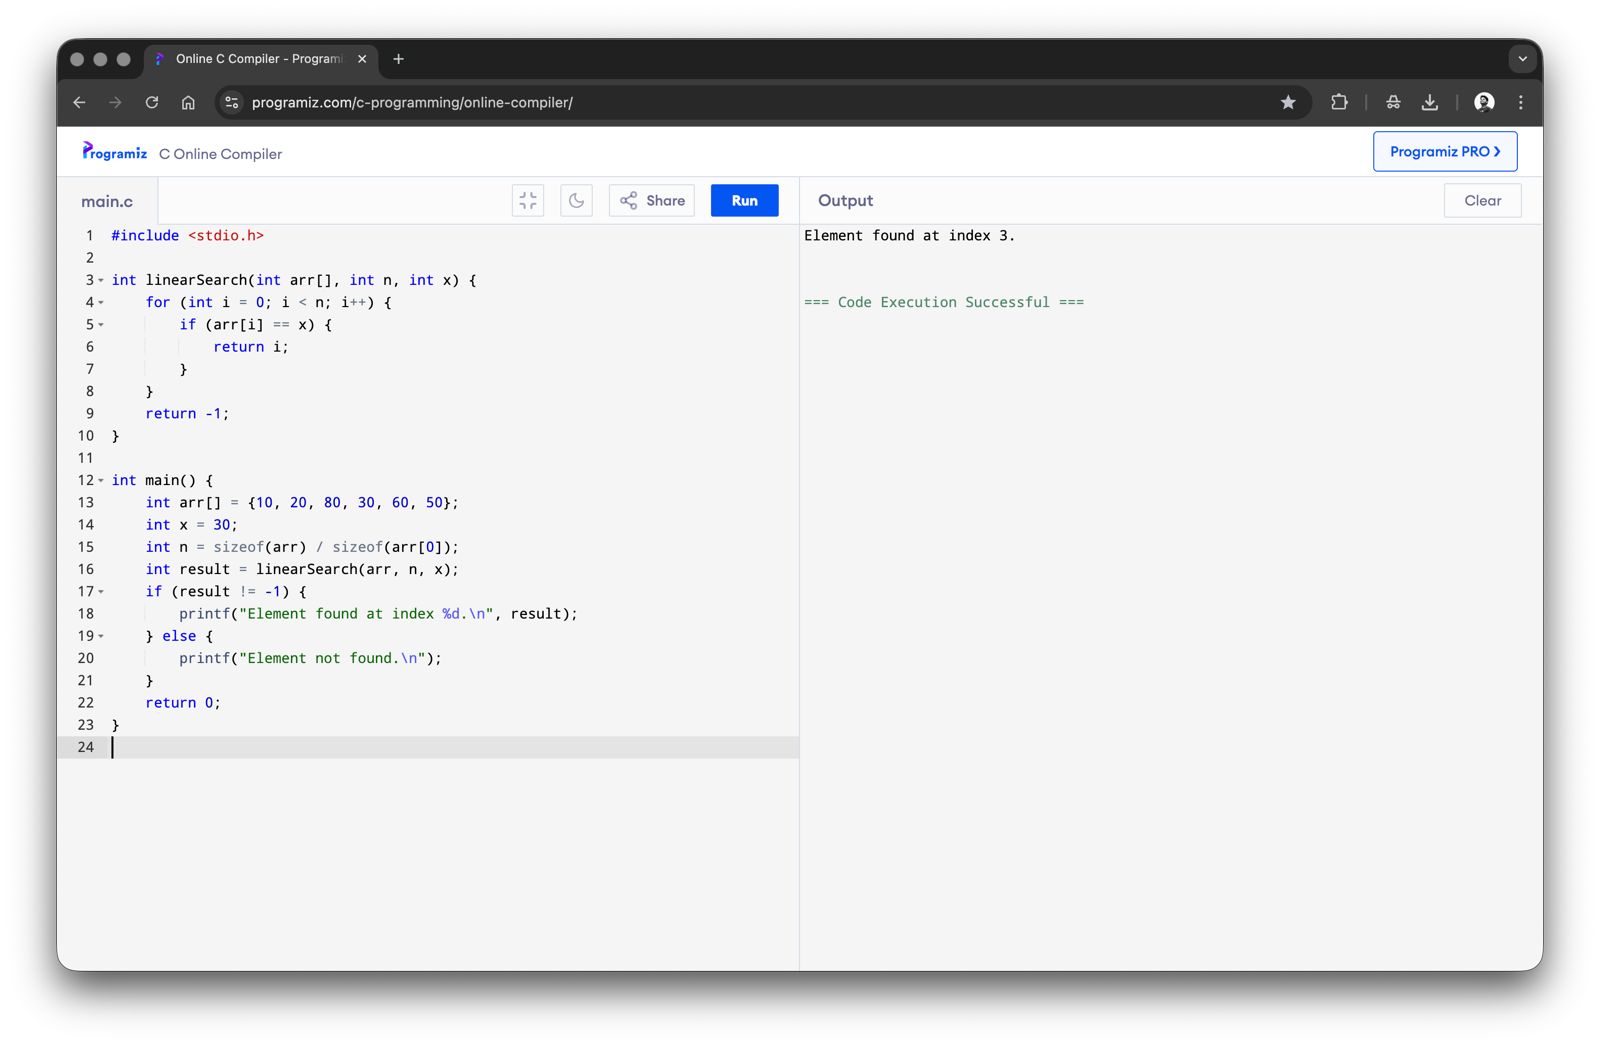 Online C Compiler - Programi
programiz.com/c-programming/online-compiler/
Programiz C Online Compiler
Programiz PRO
main.c
Share
Run
Output
Clear
1 #include <stdio.h>
2
3 int linearSearch(int arr[], int n, int x) {
4     for (int i = 0; i < n; i++) {
5         if (arr[i] == x) {
6             return i;
7         }
8     }
9     return -1;
10 }
11
12 int main() {
13     int arr[] = {10, 20, 80, 30, 60, 50};
14     int x = 30;
15     int n = sizeof(arr) / sizeof(arr[0]);
16     int result = linearSearch(arr, n, x);
17     if (result != -1) {
18         printf("Element found at index %d.\n", result);
19     } else {
20         printf("Element not found.\n");
21     }
22     return 0;
23 }
24
Element found at index 3.
=== Code Execution Successful ===